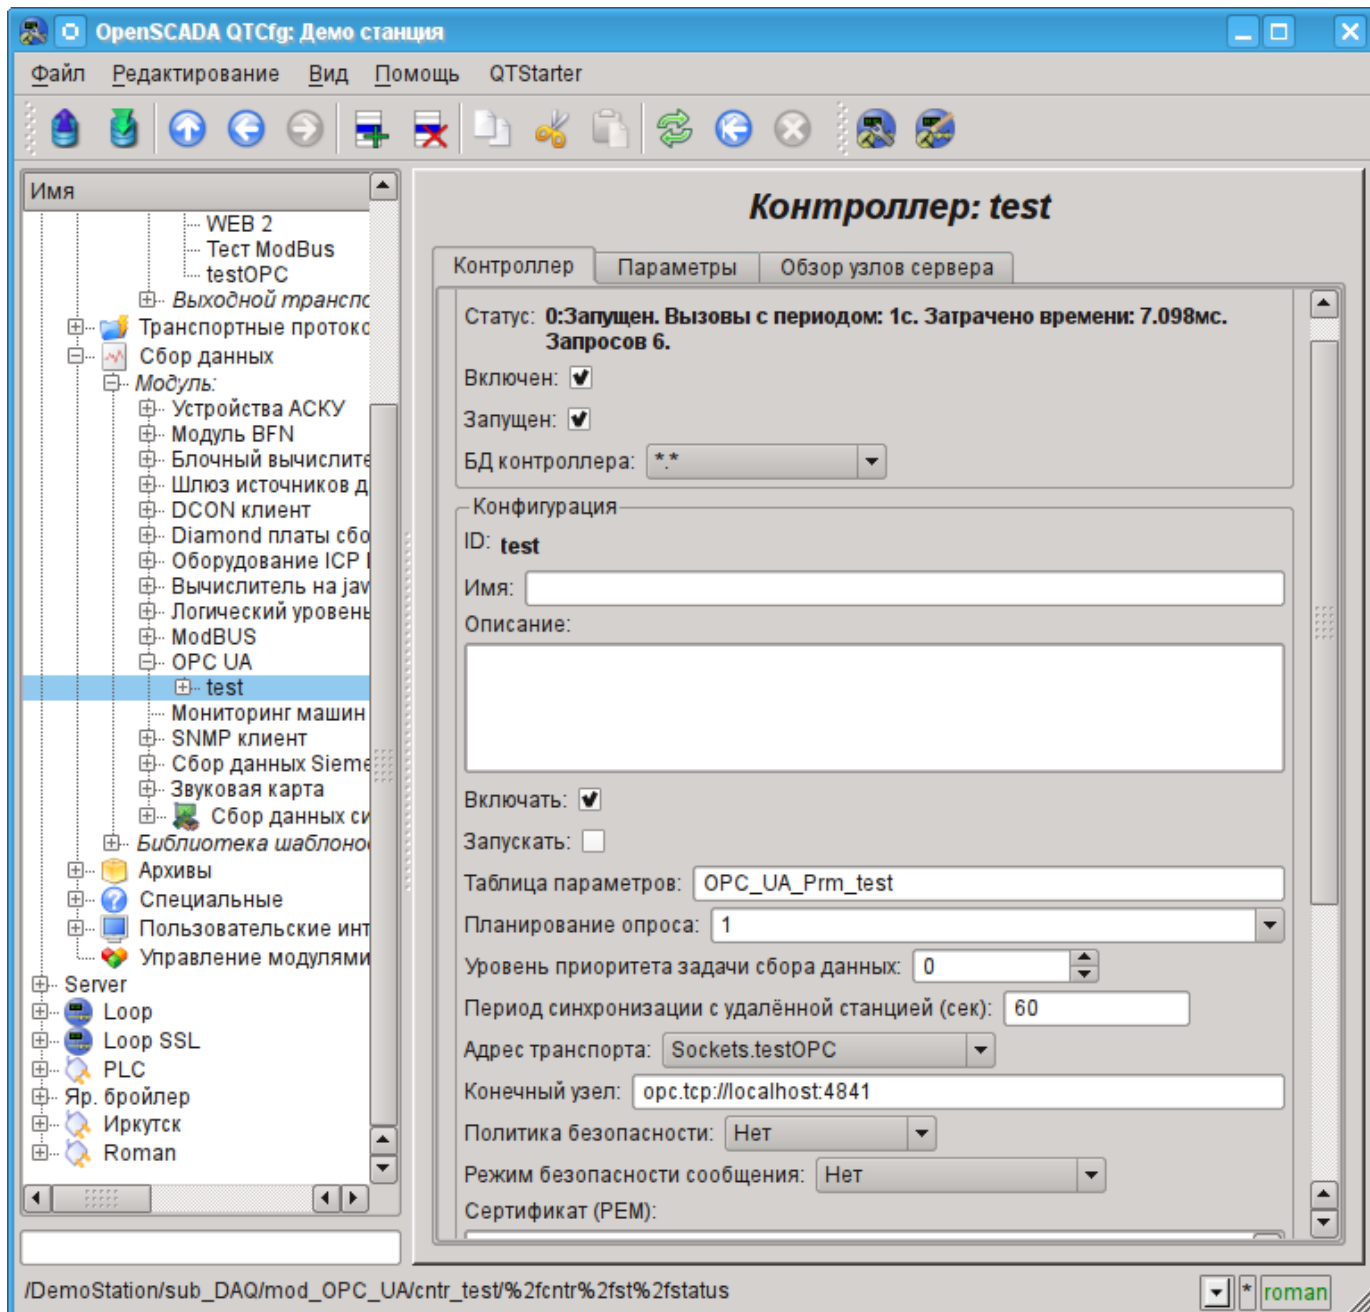 OpenSCADA QTCfg: Демо станция
Файл Редактирование Вид Помощь QTStarter
Имя
WEB 2
Тест ModBus
testOPC
Выходной транспо
Транспортные протокс
Сбор данных
Модуль:
Устройства АСКУ
Модуль BFN
Блочный вычислите
Шлюз источников д
DCON клиент
Diamond платы сбо
Оборудование ICP
Вычислитель на jav
Логический уровень
ModBUS
OPC UA
test
Мониторинг машин
SNMP клиент
Сбор данных Sieme
Звуковая карта
Сбор данных си
Библиотека шаблоно
Архивы
Специальные
Пользовательские инт
Управление модулями
Server
Loop
Loop SSL
PLC
Яр. бройлер
Иркутск
Roman
Контроллер: test
Контроллер Параметры Обзор узлов сервера
Статус: 0:Запущен. Вызовы с периодом: 1с. Затрачено времени: 7.098мс.
Запросов 6.
Включен:
Запущен:
БД контроллера: *.*
Конфигурация
ID: test
Имя:
Описание:
Включать:
Запускать:
Таблица параметров: OPC_UA_Prm_test
Планирование опроса: 1
Уровень приоритета задачи сбора данных: 0
Период синхронизации с удалённой станцией (сек): 60
Адрес транспорта: Sockets.testOPC
Конечный узел: opc.tcp://localhost:4841
Политика безопасности: Нет
Режим безопасности сообщения: Нет
Сертификат (PEM):
/DemoStation/sub_DAQ/mod_OPC_UA/cntr_test/%2fcntr%2fst%2fstatus
* roman